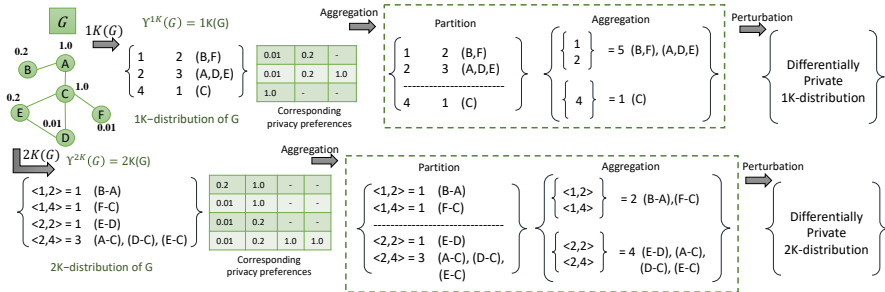 G
1K(G)
ϒ¹ᴷ(G) = 1K(G)
0.2
1.0
B
A
C
1.0
0.2
E
F
0.01
0.01
D
1 2 (B,F)
2 3 (A,D,E)
4 1 (C)
1K−distribution of G
0.01 0.2 -
0.01 0.2 1.0
1.0 - -
Corresponding
privacy preferences
Aggregation
Partition
1 2 (B,F)
2 3 (A,D,E)
4 1 (C)
Aggregation
1
2
= 5 (B,F), (A,D,E)
4
= 1 (C)
Perturbation
Differentially
Private
1K-distribution
2K(G)
ϒ²ᴷ(G) = 2K(G)
<1,2> = 1 (B-A)
<1,4> = 1 (F-C)
<2,2> = 1 (E-D)
<2,4> = 3 (A-C), (D-C), (E-C)
2K−distribution of G
0.2 1.0 - -
0.01 1.0 - -
0.01 0.2 - -
0.01 0.2 1.0 1.0
Corresponding
privacy preferences
Aggregation
Partition
<1,2> = 1 (B-A)
<1,4> = 1 (F-C)
<2,2> = 1 (E-D)
<2,4> = 3 (A-C), (D-C),
(E-C)
Aggregation
<1,2>
<1,4>
= 2 (B-A),(F-C)
<2,2>
<2,4>
= 4 (E-D), (A-C),
(D-C), (E-C)
Perturbation
Differentially
Private
2K-distribution